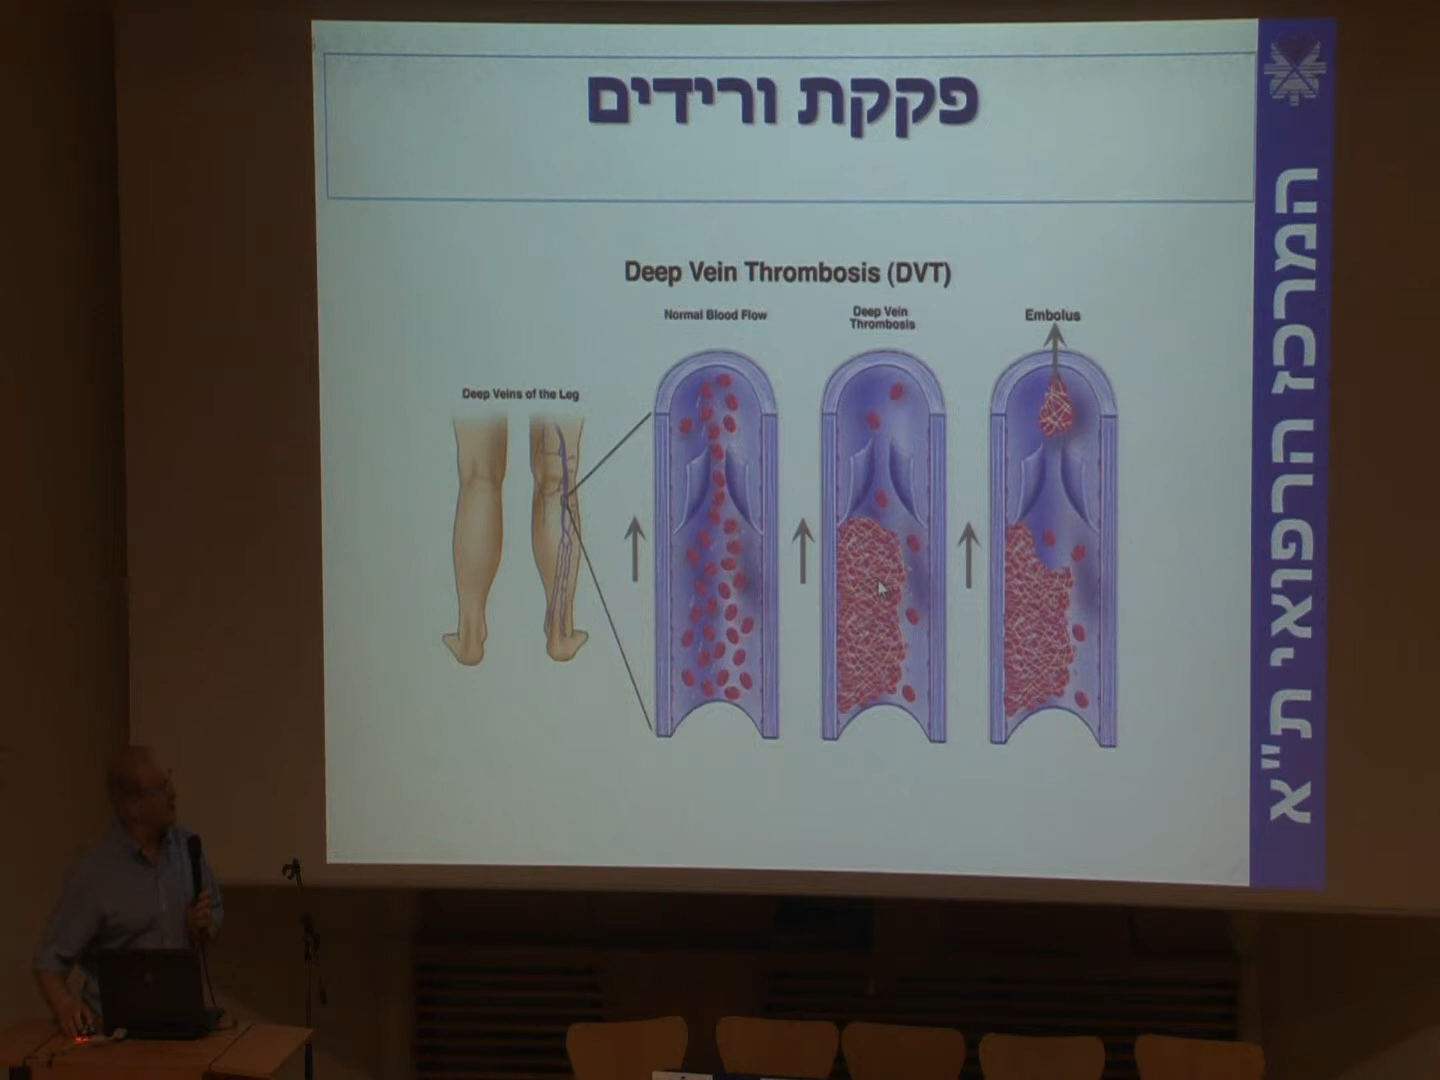 פקקת ורידים
Deep Vein Thrombosis (DVT)
Normal Blood Flow
Deep Vein
Thrombosis
Embolus
Deep Veins of the Leg
המרכז הרפואי ת"א